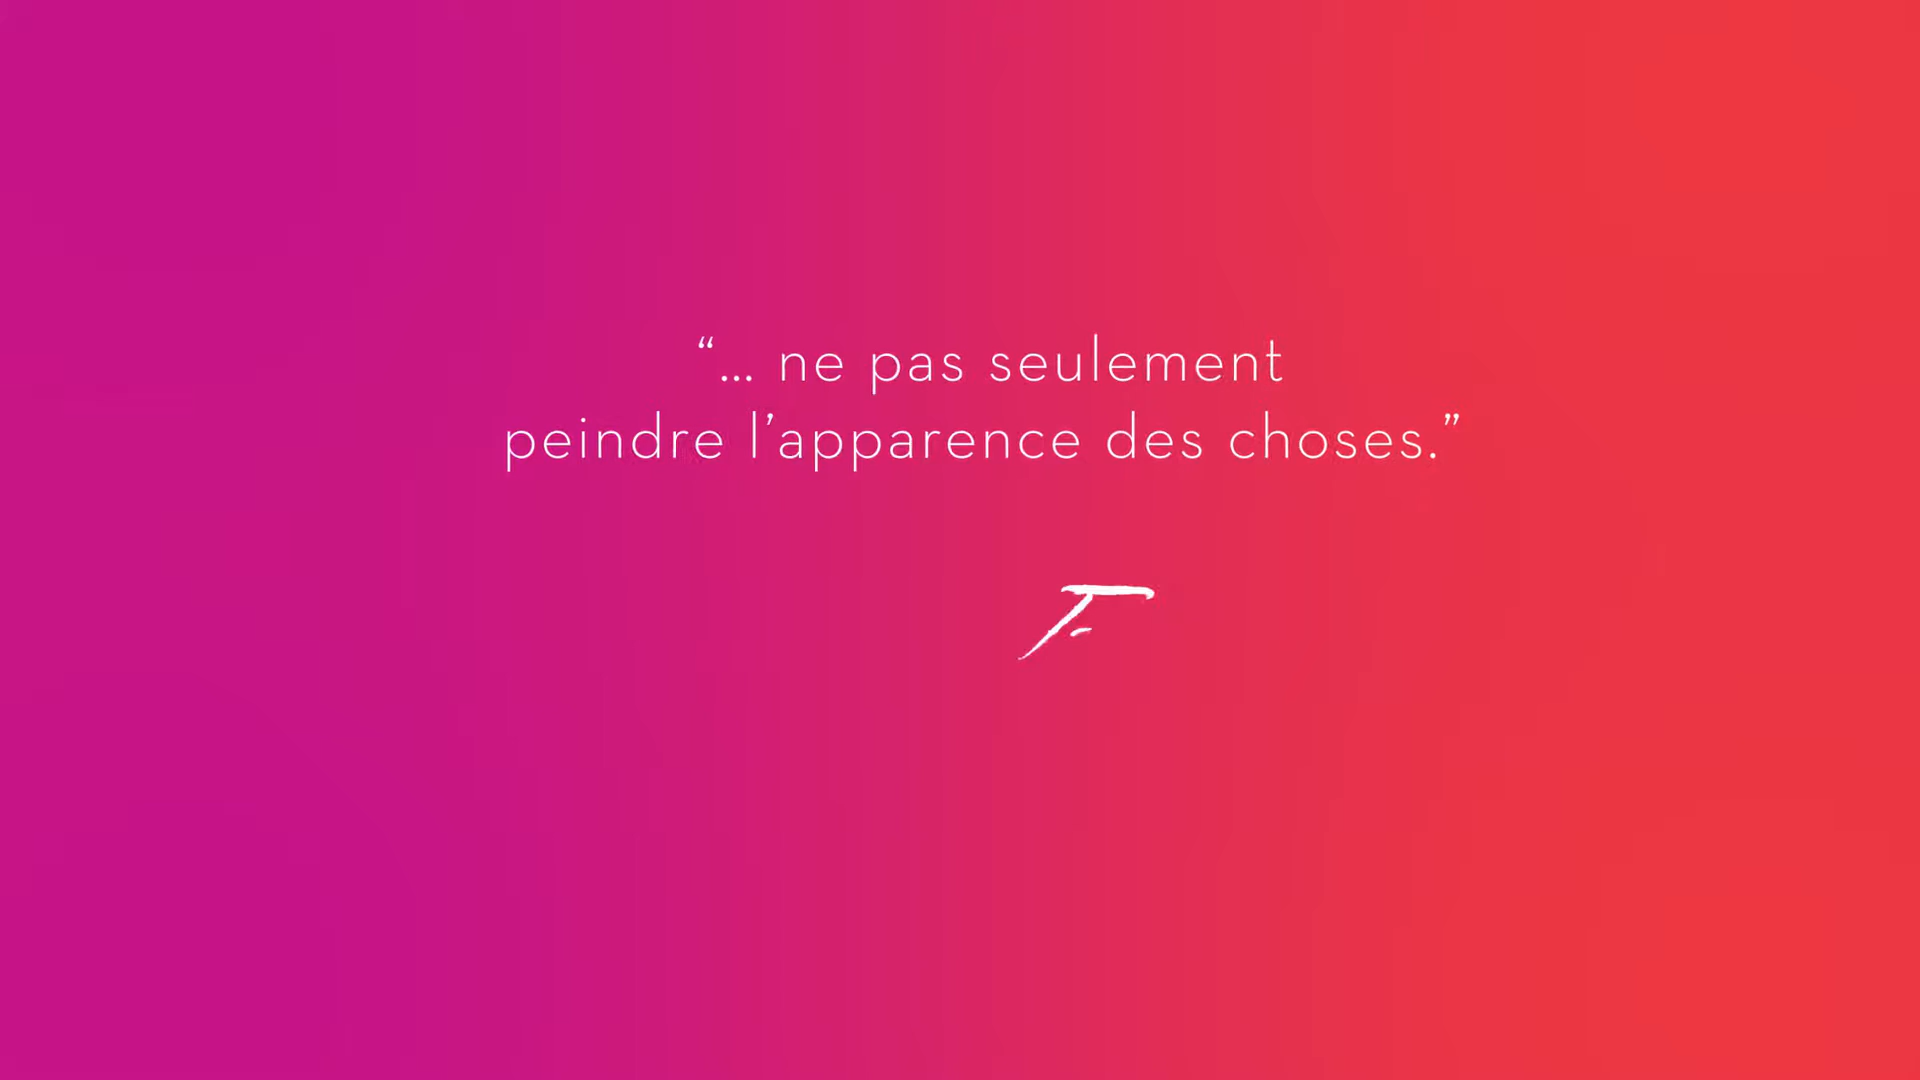 “... ne pas seulement
peindre l’apparence des choses.”